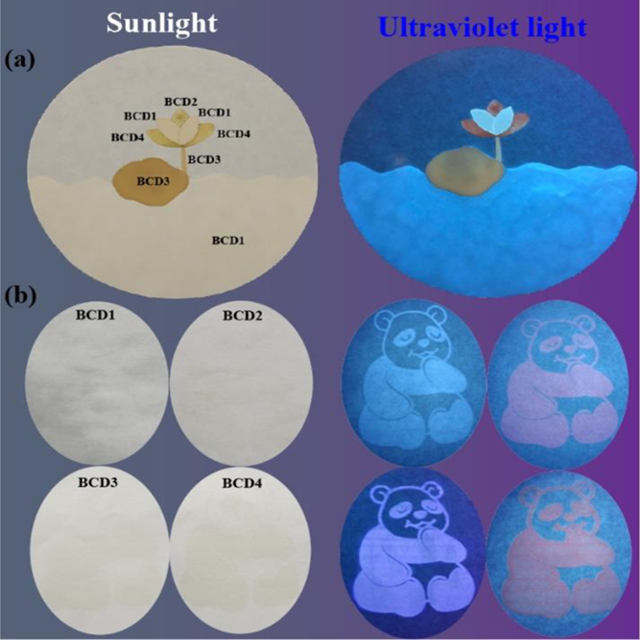 Sunlight
Ultraviolet light
(a)
BCD2
BCD1 BCD1
BCD4 BCD4
BCD3
BCD3
BCD1
(b)
BCD1 BCD2
BCD3 BCD4